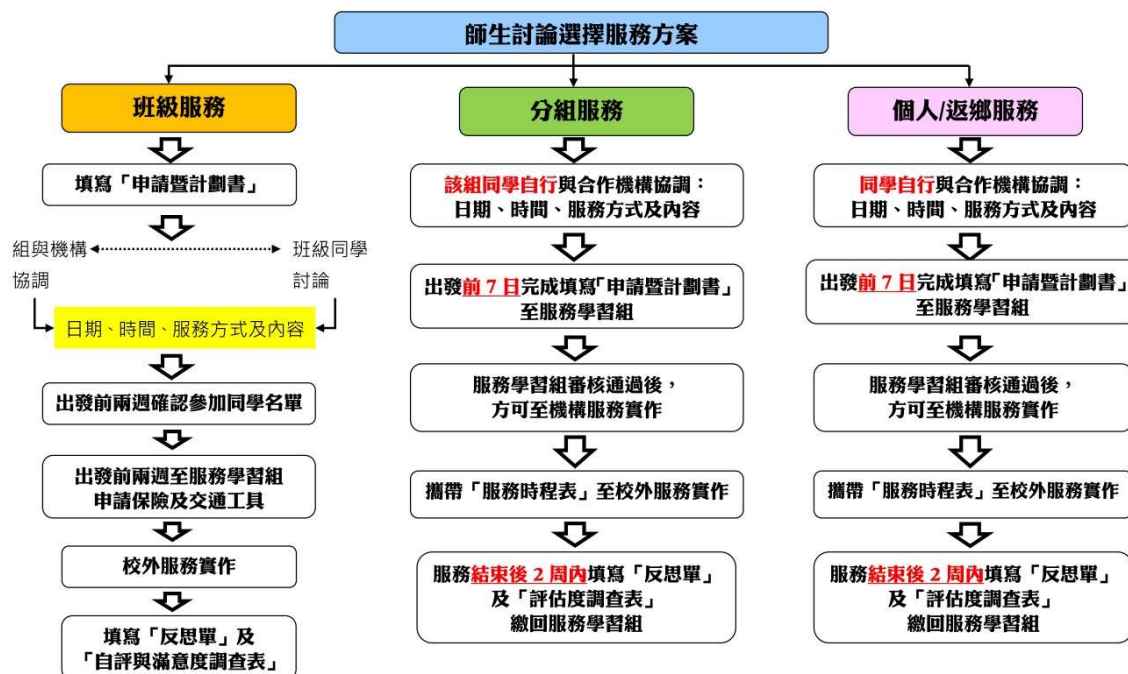 師生討論選擇服務方案
班級服務
填寫「申請暨計劃書」
組與機構
協調
班級同學
討論
日期、時間、服務方式及內容
出發前兩週確認參加同學名單
出發前兩週至服務學習組
申請保險及交通工具
校外服務實作
填寫「反思單」及
「自評與滿意度調查表」
分組服務
該組同學自行與合作機構協調：
日期、時間、服務方式及內容
出發前 7 日完成填寫「申請暨計劃書」
至服務學習組
服務學習組審核通過後，
方可至機構服務實作
攜帶「服務時程表」至校外服務實作
服務結束後 2 周內填寫「反思單」
及「評估度調查表」
繳回服務學習組
個人/返鄉服務
同學自行與合作機構協調：
日期、時間、服務方式及內容
出發前 7 日完成填寫「申請暨計劃書」
至服務學習組
服務學習組審核通過後，
方可至機構服務實作
攜帶「服務時程表」至校外服務實作
服務結束後 2 周內填寫「反思單」
及「評估度調查表」
繳回服務學習組